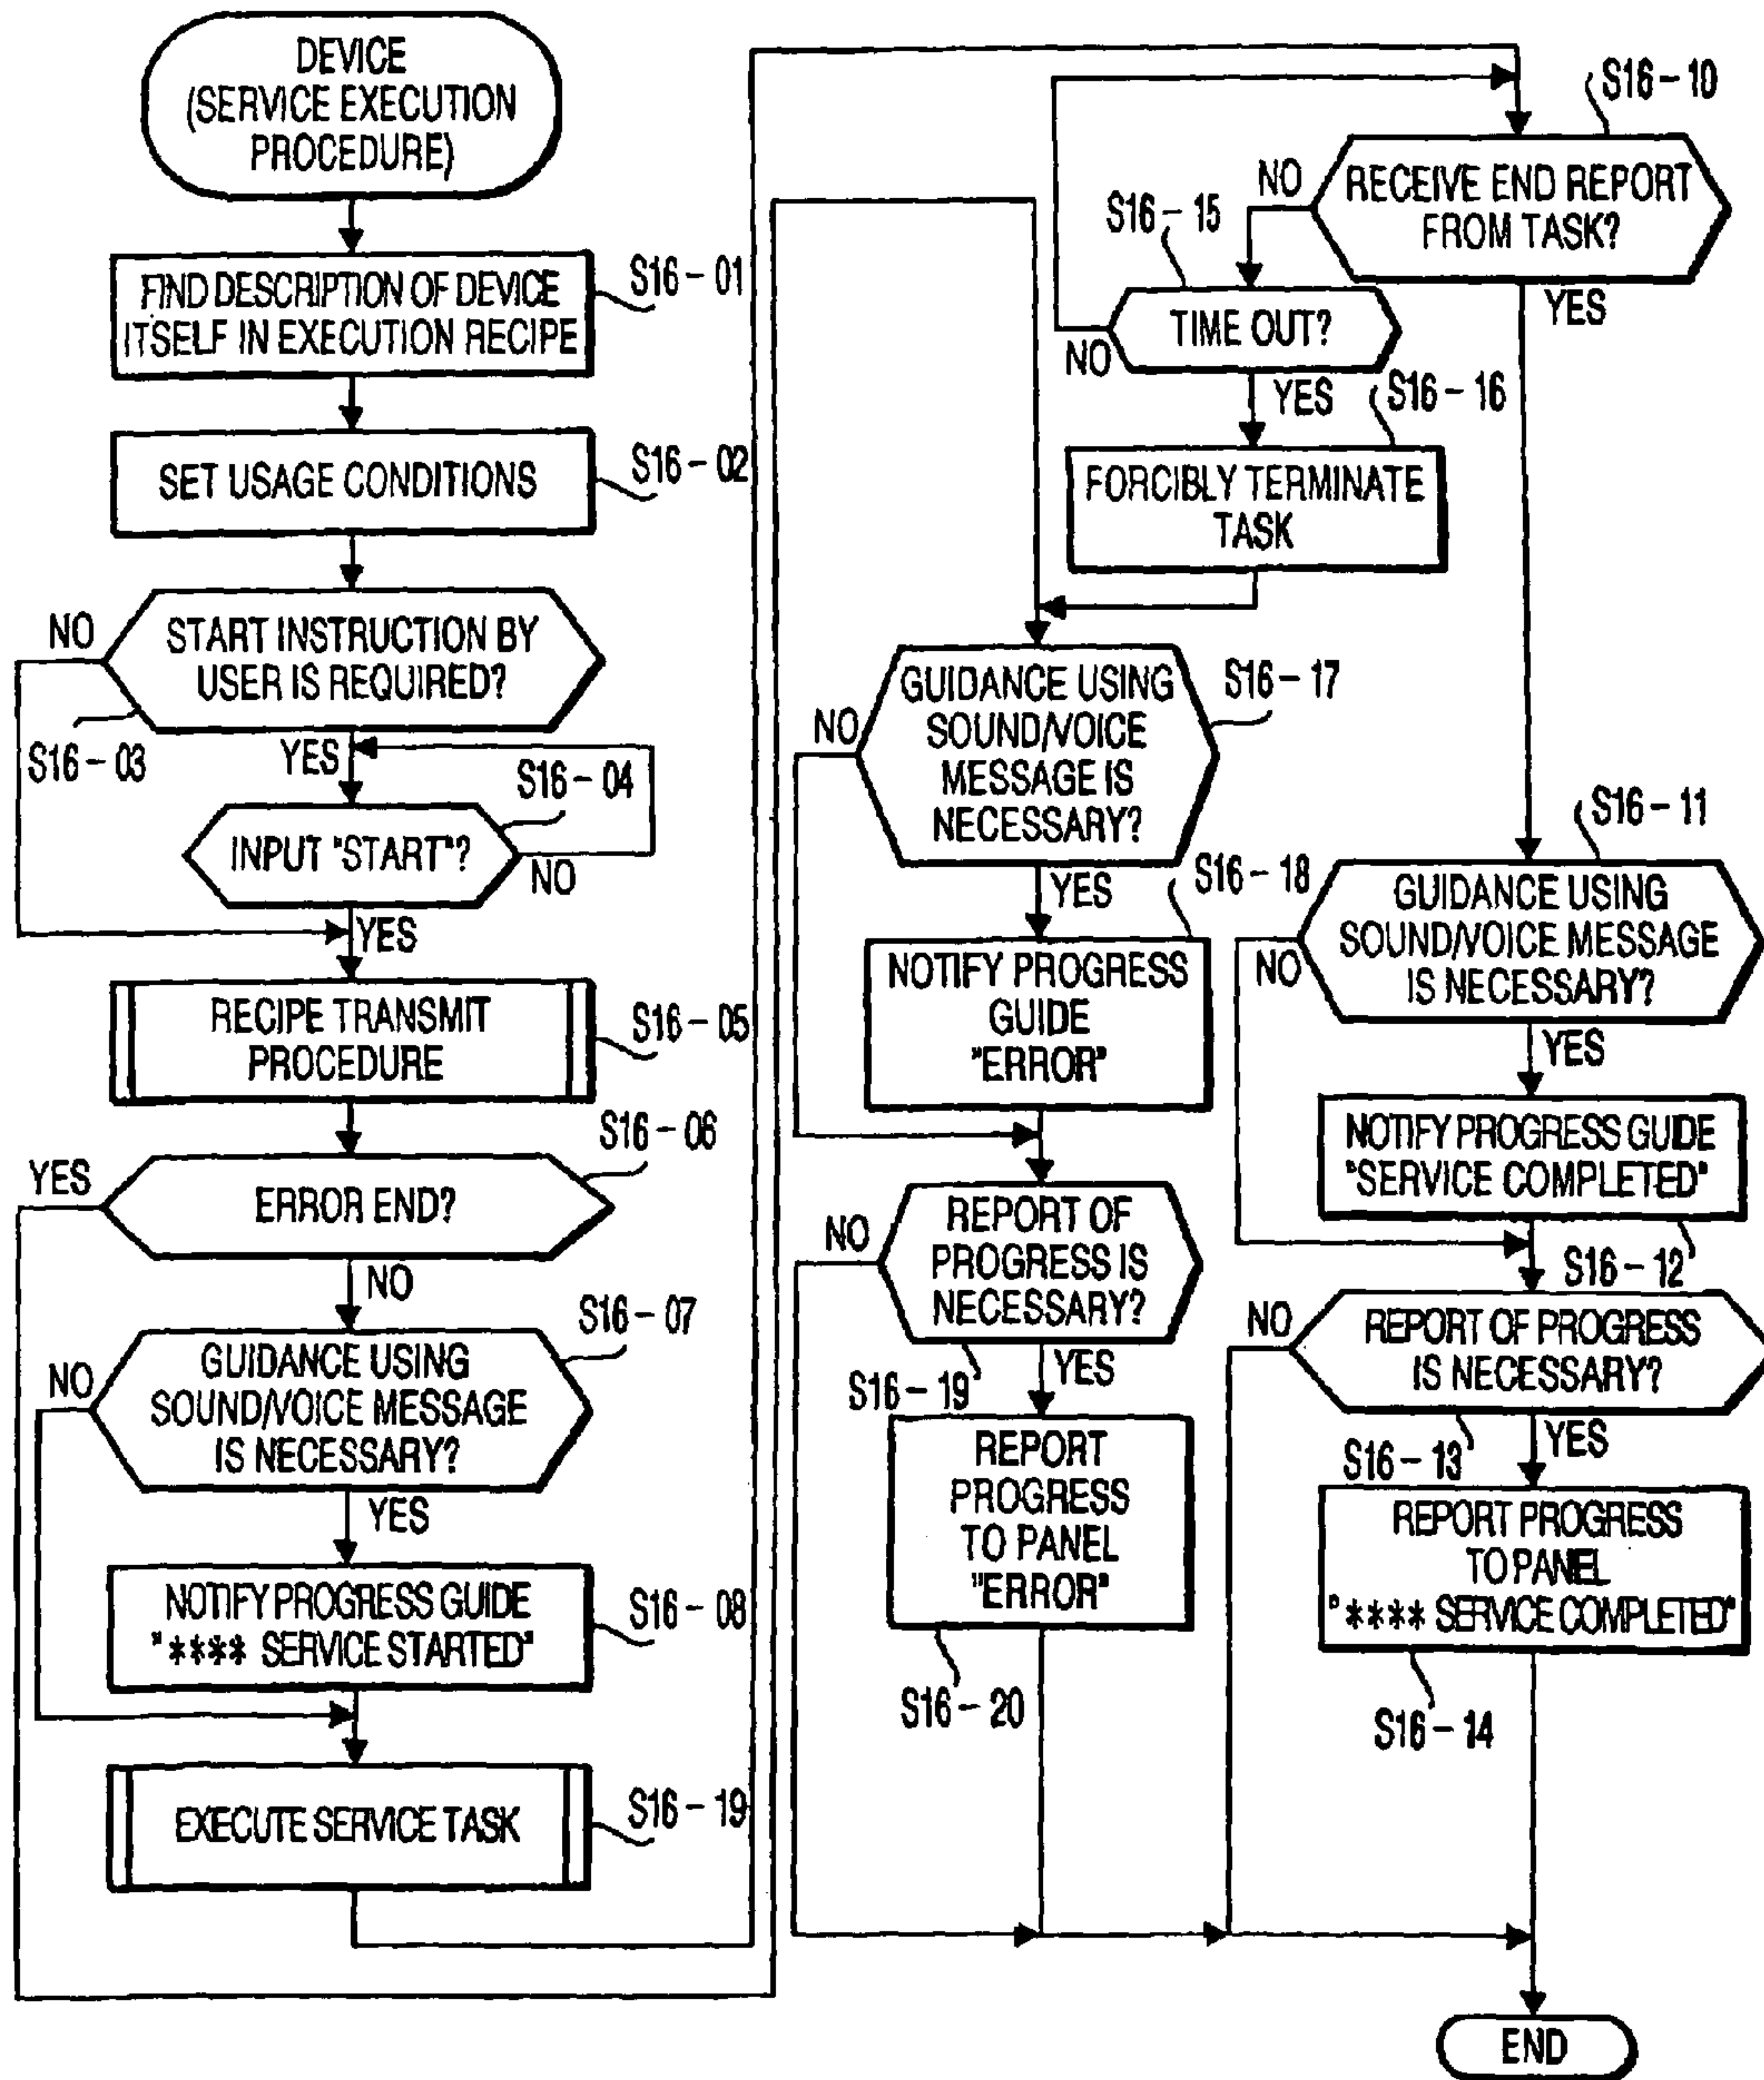 DEVICE
(SERVICE EXECUTION
PROCEDURE)
FIND DESCRIPTION OF DEVICE
ITSELF IN EXECUTION RECIPE
S16-01
SET USAGE CONDITIONS
S16-02
START INSTRUCTION BY
USER IS REQUIRED?
NO
S16-03
YES
S16-04
INPUT "START"?
NO
YES
RECIPE TRANSMIT
PROCEDURE
S16-05
S16-06
YES
ERROR END?
NO
S16-07
NO
GUIDANCE USING
SOUND/VOICE MESSAGE
IS NECESSARY?
YES
NOTIFY PROGRESS GUIDE
"**** SERVICE STARTED"
S16-08
EXECUTE SERVICE TASK
S16-19
S16-10
NO
RECEIVE END REPORT
FROM TASK?
YES
S16-15
TIME OUT?
NO
YES
S16-16
FORCIBLY TERMINATE
TASK
S16-17
NO
GUIDANCE USING
SOUND/VOICE
MESSAGE IS
NECESSARY?
YES
S16-18
NOTIFY PROGRESS
GUIDE
"ERROR"
NO
REPORT OF
PROGRESS IS
NECESSARY?
S16-19
YES
REPORT
PROGRESS
TO PANEL
"ERROR"
S16-20
S16-11
GUIDANCE USING
SOUND/VOICE MESSAGE
IS NECESSARY?
NO
YES
NOTIFY PROGRESS GUIDE
"SERVICE COMPLETED"
S16-12
NO
REPORT OF PROGRESS
IS NECESSARY?
S16-13
YES
REPORT PROGRESS
TO PANEL
"**** SERVICE COMPLETED"
S16-14
END